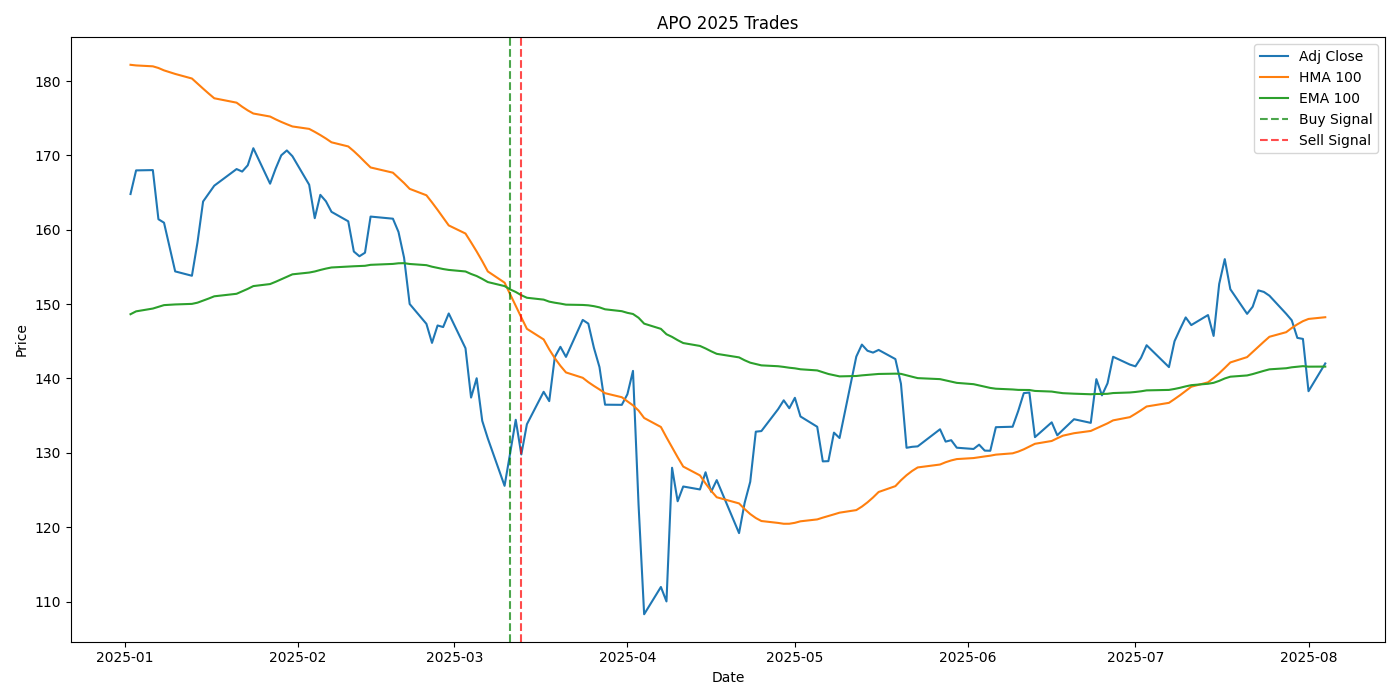 APO 2025 Trades
Adj Close
HMA 100
EMA 100
Buy Signal
Sell Signal
Price
180
170
160
150
140
130
120
110
2025-01
2025-02
2025-03
2025-04
2025-05
2025-06
2025-07
2025-08
Date